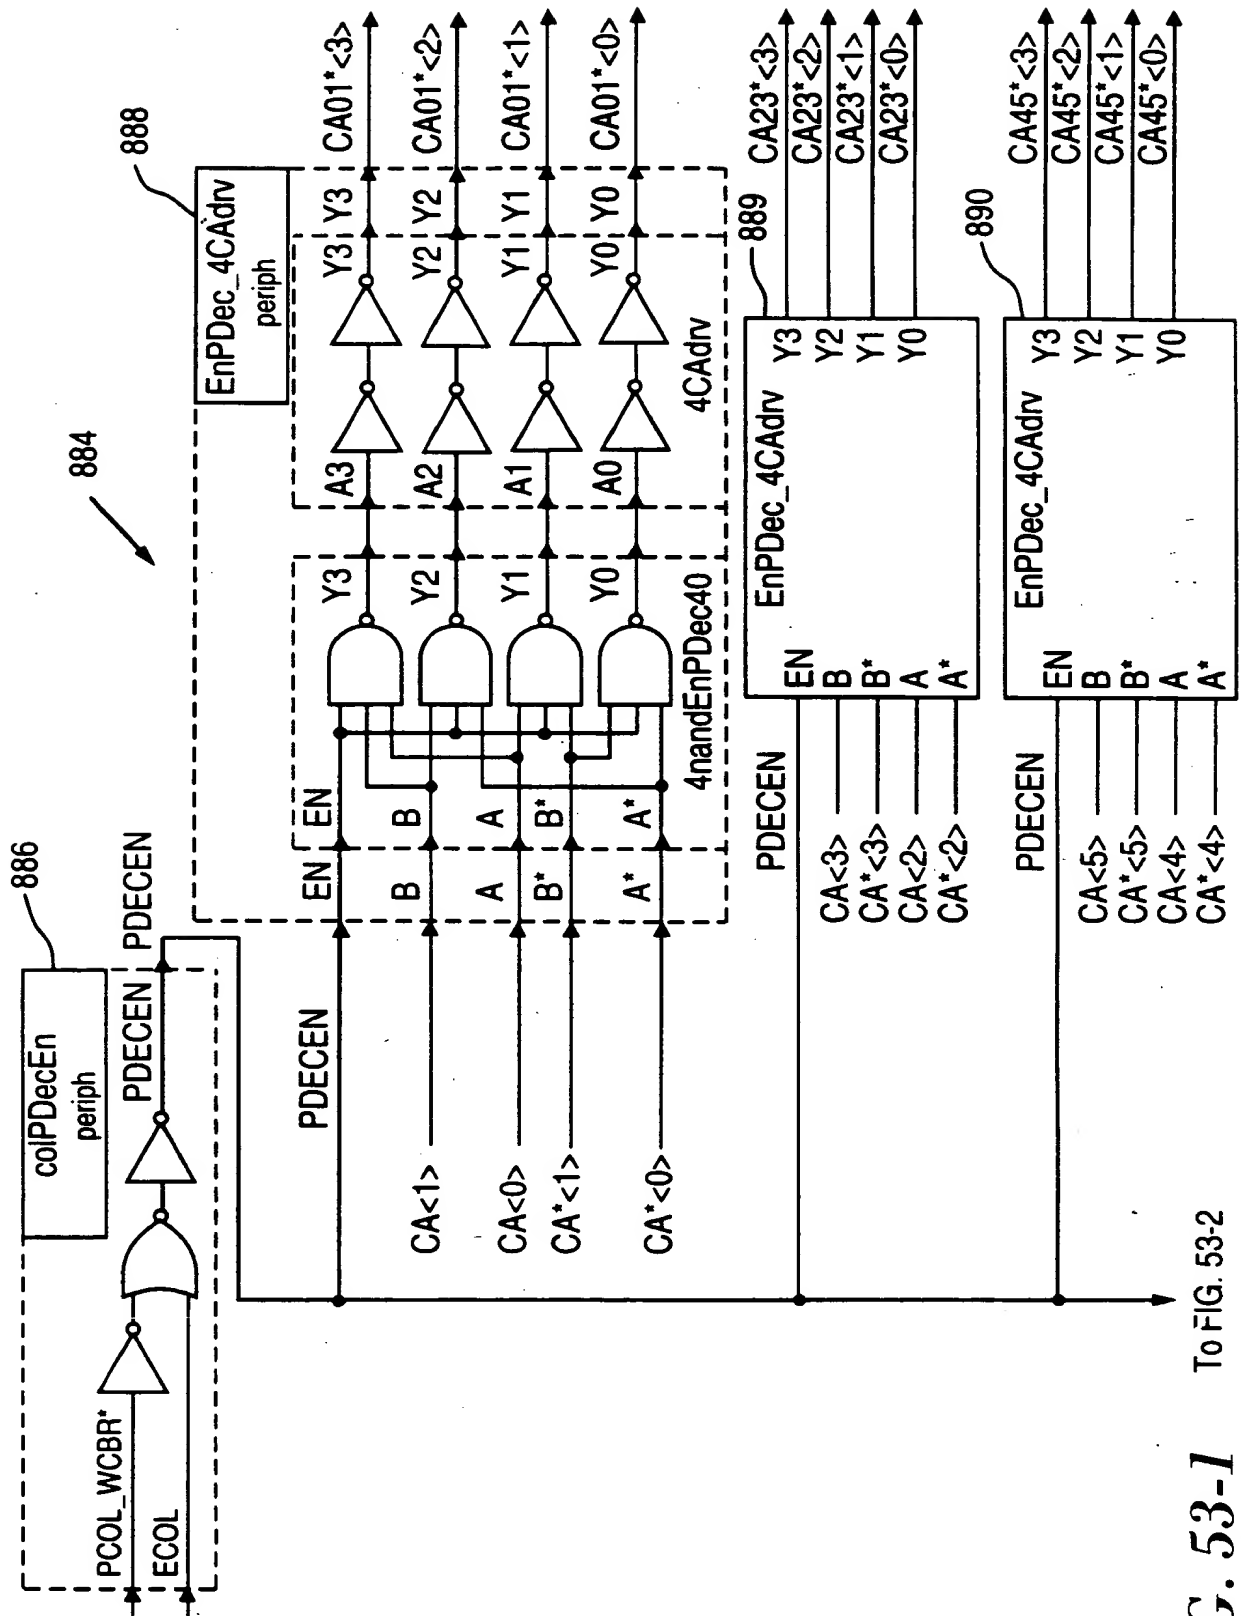 884
886
colPDecEn
periph
PCOL_WCBR*
ECOL
PDECEN
PDECEN
888
EnPDec_4CAdrv
periph
PDECEN
EN
EN
CA<1>
B
B
CA<0>
A
A
CA*<1>
B*
B*
CA*<0>
A*
A*
Y3
Y2
Y1
Y0
4nandEnPDec40
A3
A2
A1
A0
4CAdrv
Y3
Y3
CA01*<3>
Y2
Y2
CA01*<2>
Y1
Y1
CA01*<1>
Y0
Y0
CA01*<0>
889
PDECEN
EnPDec_4CAdrv
EN
B
B*
A
A*
CA<3>
CA*<3>
CA<2>
CA*<2>
Y3
Y2
Y1
Y0
CA23*<3>
CA23*<2>
CA23*<1>
CA23*<0>
890
PDECEN
EnPDec_4CAdrv
EN
B
B*
A
A*
CA<5>
CA*<5>
CA<4>
CA*<4>
Y3
Y2
Y1
Y0
CA45*<3>
CA45*<2>
CA45*<1>
CA45*<0>
To FIG. 53-2
G. 53-1